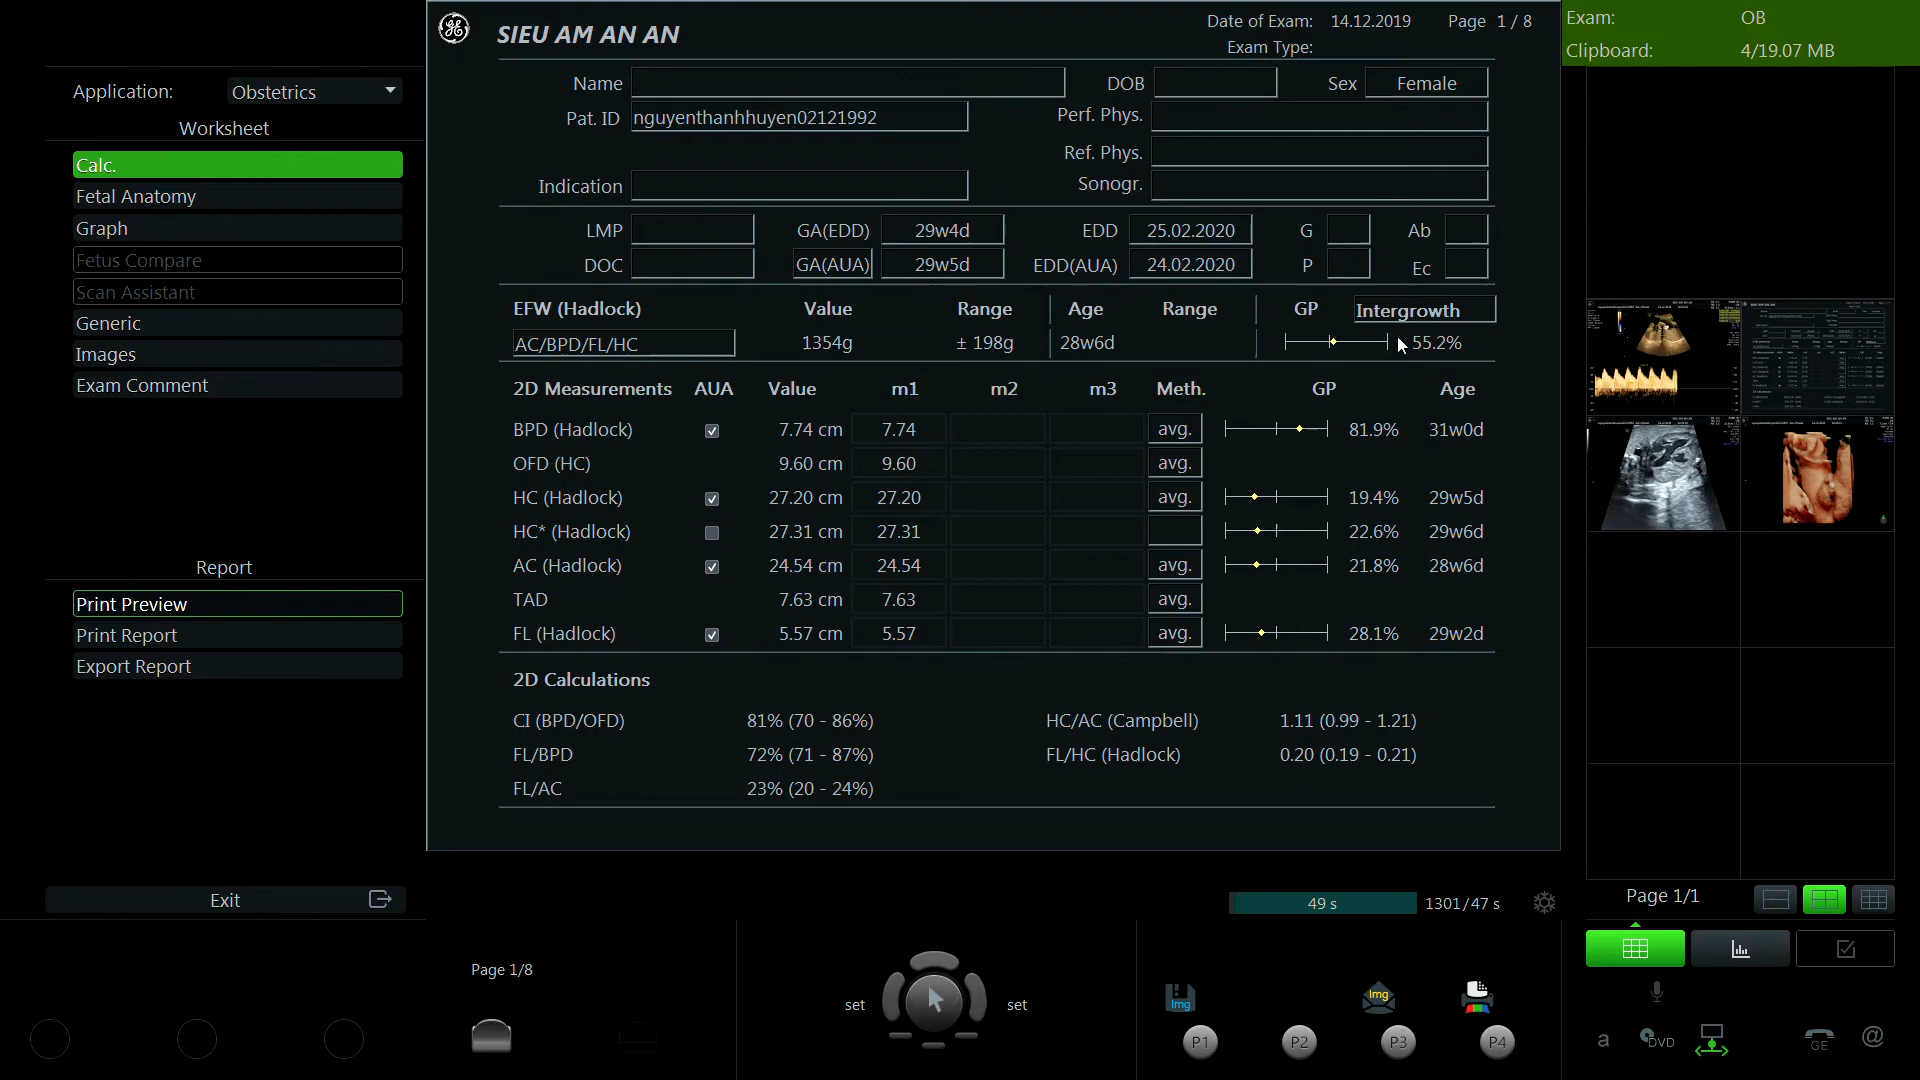 SIEU AM AN AN
Date of Exam: 14.12.2019 Page 1 / 8
Exam Type:
Exam: OB
Clipboard: 4/19.07 MB
Application: Obstetrics
Worksheet
Calc.
Fetal Anatomy
Graph
Fetus Compare
Scan Assistant
Generic
Images
Exam Comment
Report
Print Preview
Print Report
Export Report
Exit
Name DOB Sex Female
Pat. ID nguyenthanhhuyen02121992 Perf. Phys.
Ref. Phys.
Indication Sonogr.
LMP GA(EDD) 29w4d EDD 25.02.2020 G Ab
DOC GA(AUA) 29w5d EDD(AUA) 24.02.2020 P Ec
EFW (Hadlock) Value Range Age Range GP Intergrowth
AC/BPD/FL/HC 1354g ± 198g 28w6d 55.2%
2D Measurements AUA Value m1 m2 m3 Meth. GP Age
BPD (Hadlock) 7.74 cm 7.74 avg. 81.9% 31w0d
OFD (HC) 9.60 cm 9.60 avg.
HC (Hadlock) 27.20 cm 27.20 avg. 19.4% 29w5d
HC* (Hadlock) 27.31 cm 27.31 22.6% 29w6d
AC (Hadlock) 24.54 cm 24.54 avg. 21.8% 28w6d
TAD 7.63 cm 7.63 avg.
FL (Hadlock) 5.57 cm 5.57 avg. 28.1% 29w2d
2D Calculations
CI (BPD/OFD) 81% (70 - 86%) HC/AC (Campbell) 1.11 (0.99 - 1.21)
FL/BPD 72% (71 - 87%) FL/HC (Hadlock) 0.20 (0.19 - 0.21)
FL/AC 23% (20 - 24%)
49 s 1301/47 s
Page 1/1
Page 1/8
set set
Img Img
P1 P2 P3 P4
a DVD GE @